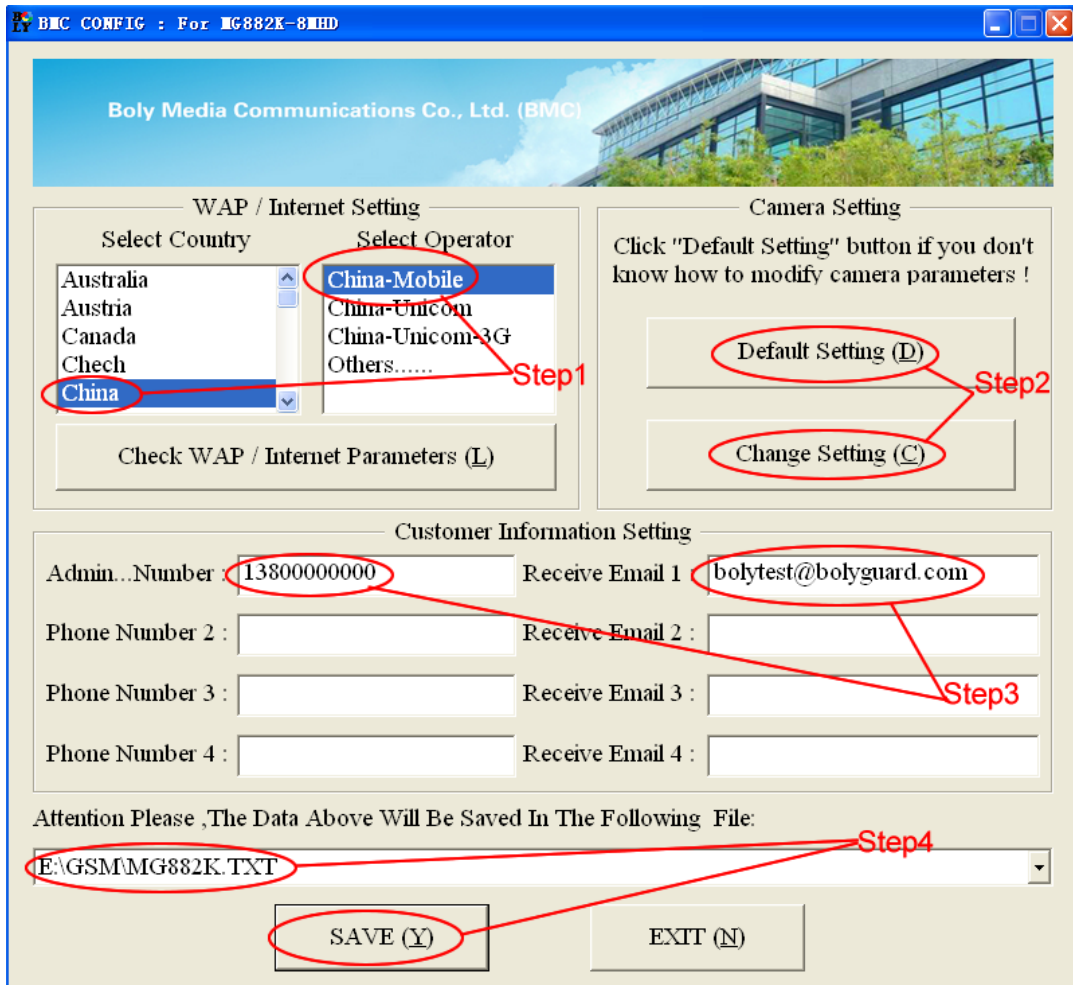 BOLY
BMC CONFIG : For MG882K-8MHD
Boly Media Communications Co., Ltd. (BMC)
WAP / Internet Setting
Select Country
Select Operator
Australia
Austria
Canada
Chech
China
China-Mobile
China-Unicom
China-Unicom-3G
Others......
Step1
Check WAP / Internet Parameters (L)
Camera Setting
Click "Default Setting" button if you don't
know how to modify camera parameters !
Default Setting (D)
Step2
Change Setting (C)
Customer Information Setting
Admin...Number : 13800000000
Receive Email 1 : bolytest@bolyguard.com
Phone Number 2 :
Receive Email 2 :
Phone Number 3 :
Receive Email 3 :
Step3
Phone Number 4 :
Receive Email 4 :
Attention Please ,The Data Above Will Be Saved In The Following File:
Step4
E:\GSM\MG882K.TXT
SAVE (Y)
EXIT (N)